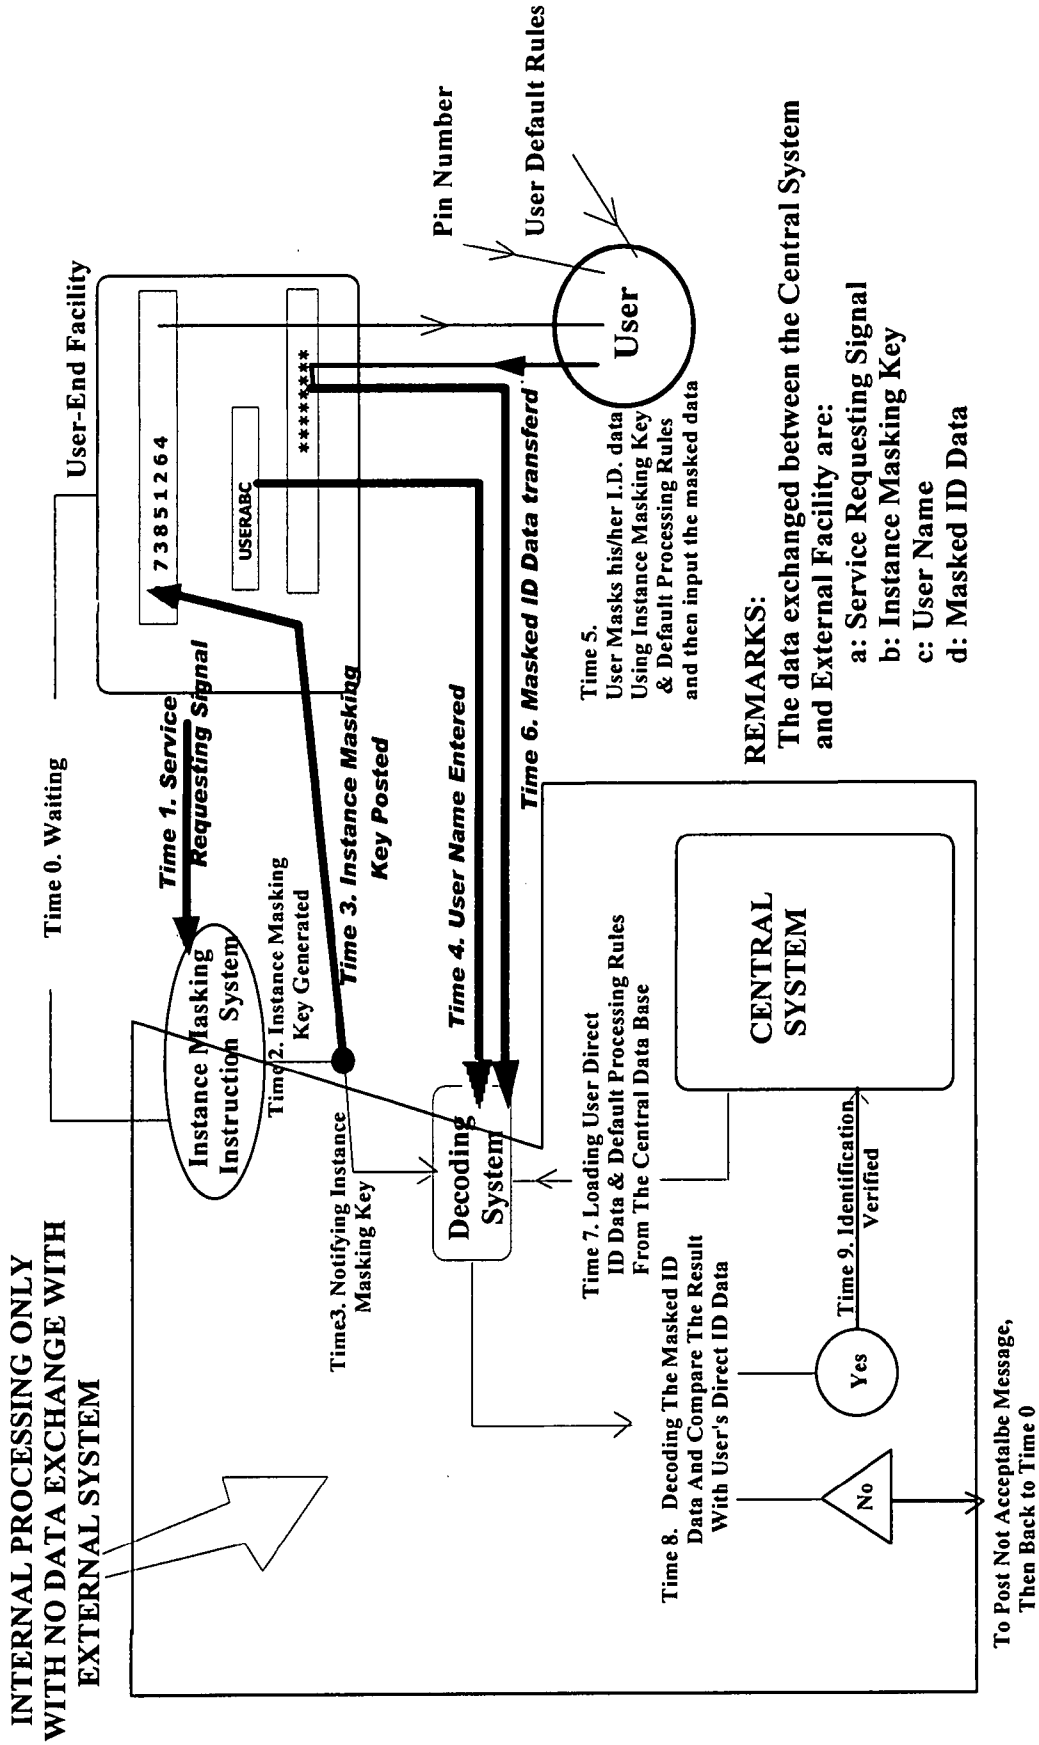 INTERNAL PROCESSING ONLY
WITH NO DATA EXCHANGE WITH
EXTERNAL SYSTEM
Time 0. Waiting
User-End Facility
7 3 8 5 1 2 6 4
USERABC
*********
Time 1. Service
Requesting Signal
Instance Masking
Instruction System
Time 2. Instance Masking
Key Generated
Time 3. Instance Masking
Key Posted
Time3. Notifying Instance
Masking Key
Time 4. User Name Entered
Time 6. Masked ID Data transferd
Pin Number
User Default Rules
User
Time 5.
User Masks his/her I.D. data
Using Instance Masking Key
& Default Processing Rules
and then input the masked data
Decoding
System
Time 7. Loading User Direct
ID Data & Default Processing Rules
From The Central Data Base
Time 8. Decoding The Masked ID
Data And Compare The Result
With User's Direct ID Data
CENTRAL
SYSTEM
Time 9. Identification
Verified
Yes
No
To Post Not Acceptalbe Message,
Then Back to Time 0
REMARKS:
The data exchanged between the Central System
and External Facility are:
a: Service Requesting Signal
b: Instance Masking Key
c: User Name
d: Masked ID Data